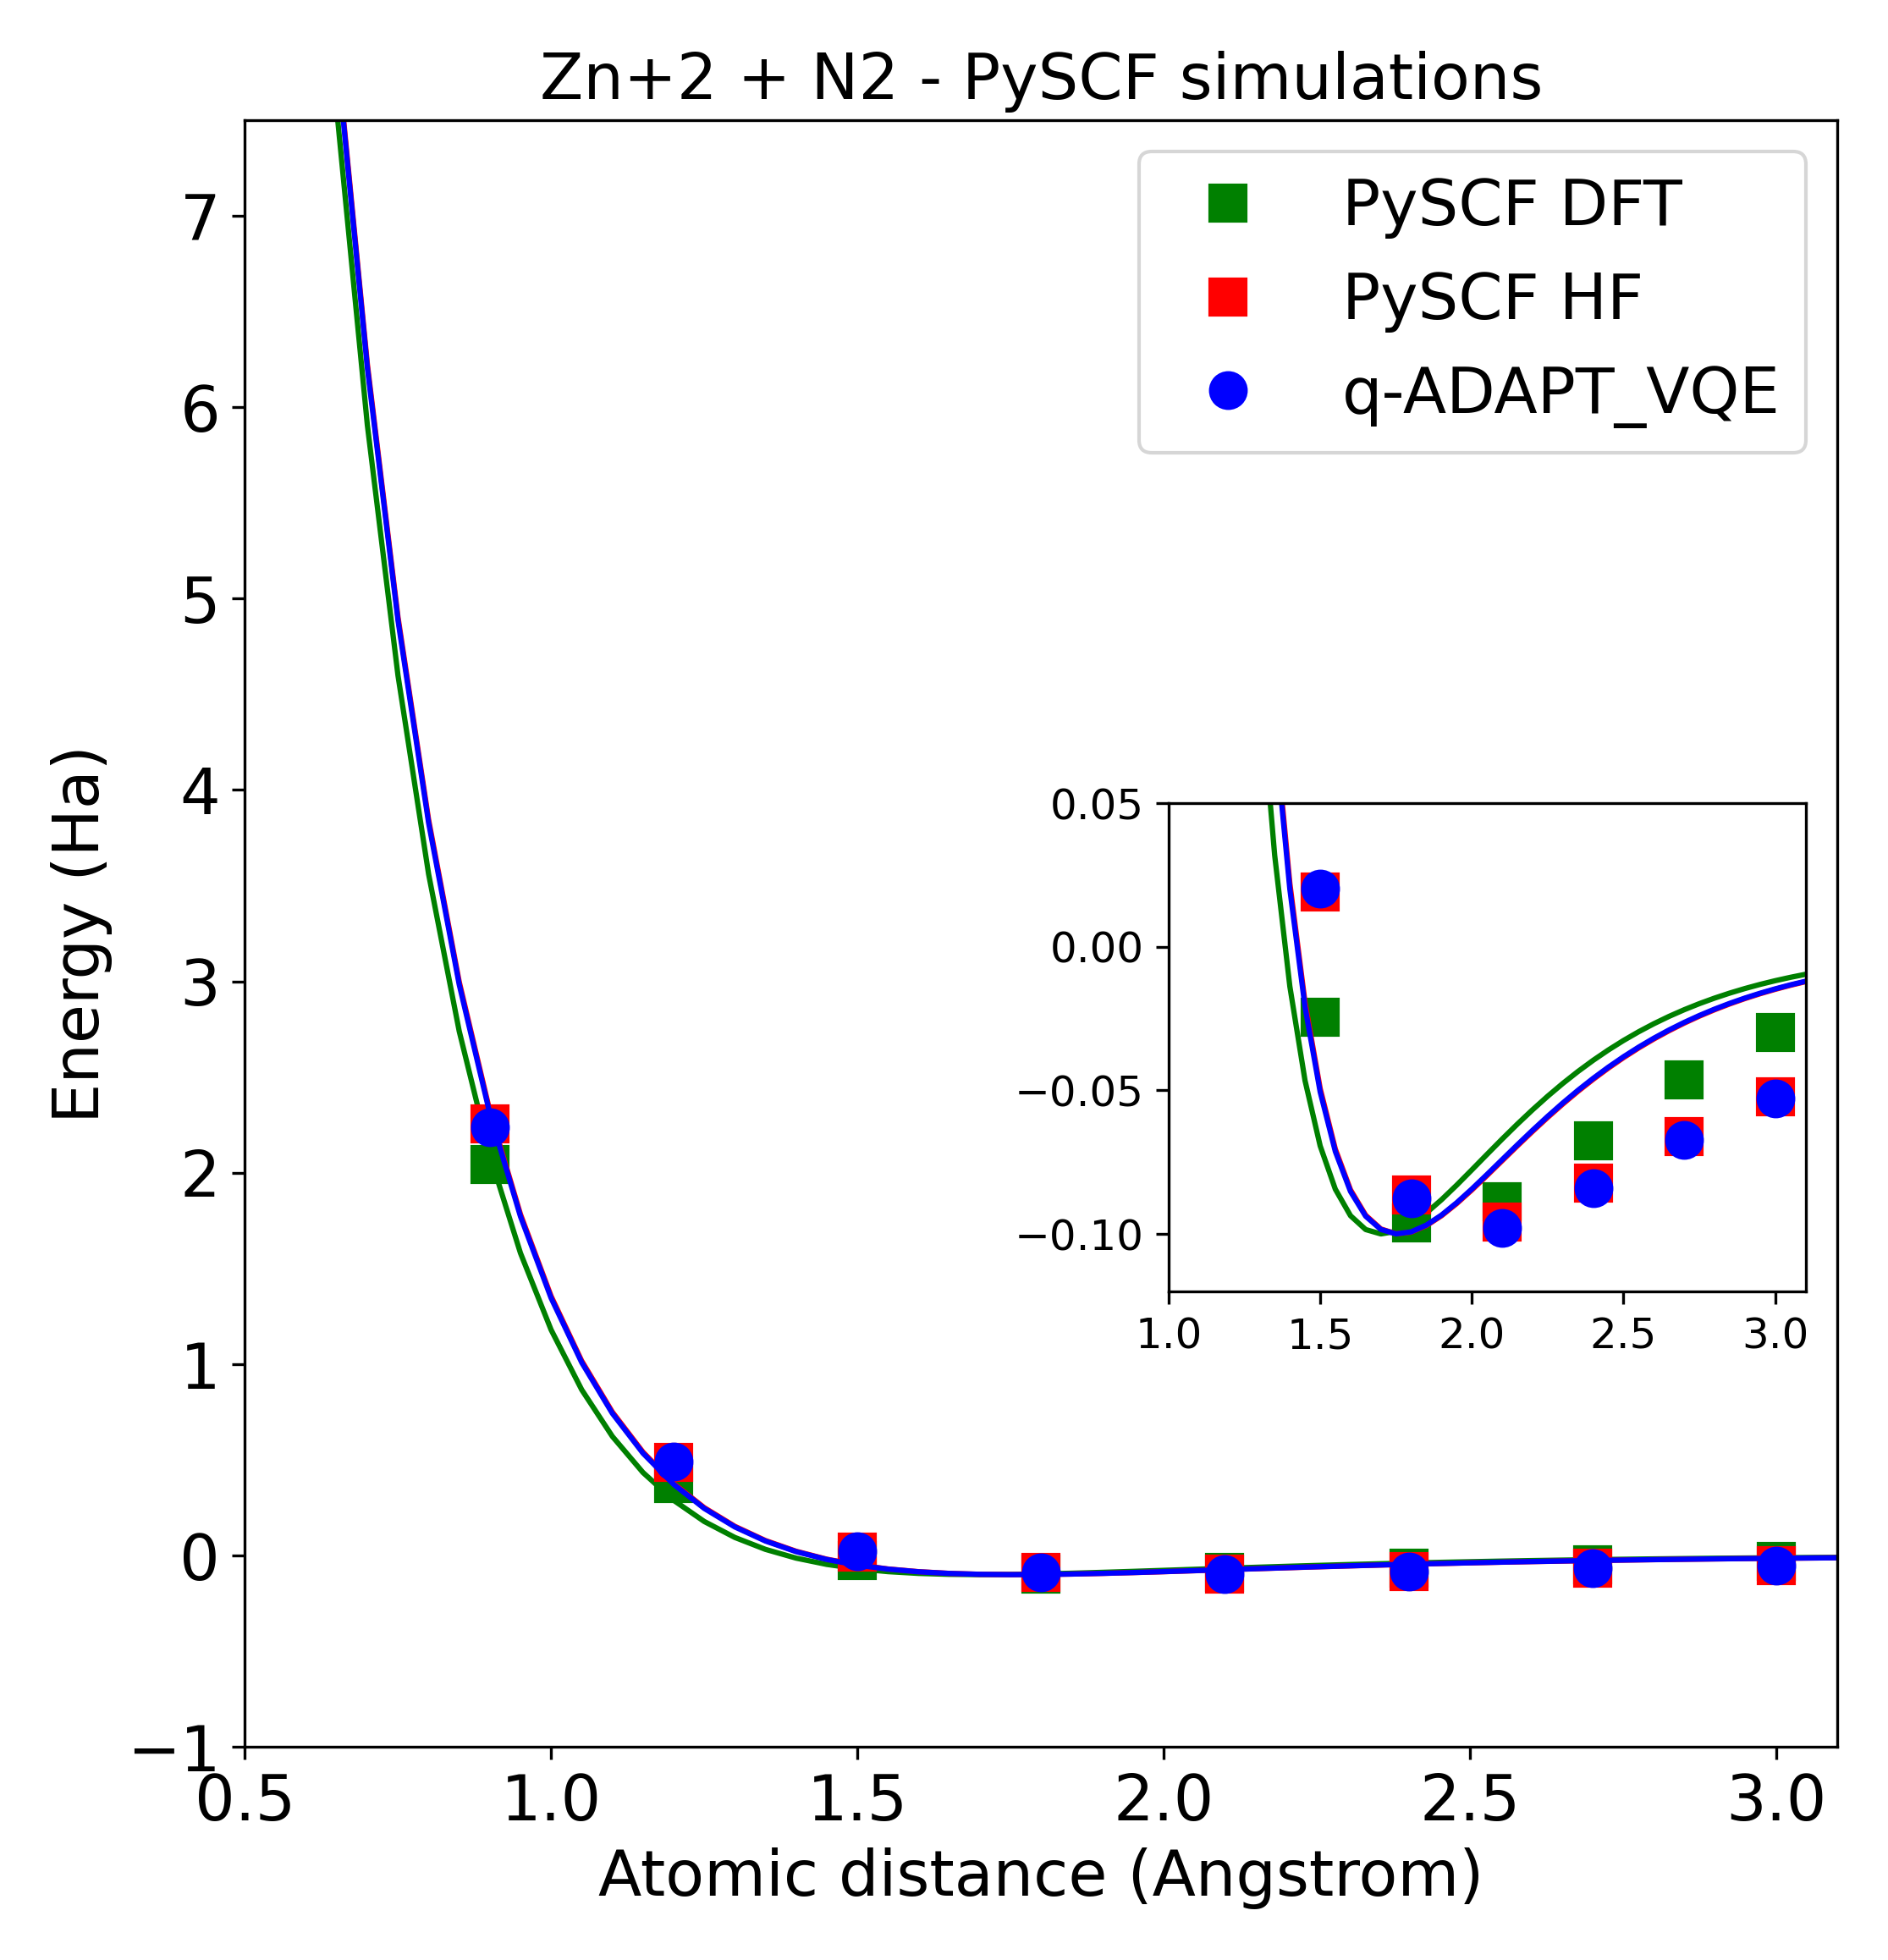 Zn+2 + N2 - PySCF simulations
PySCF DFT
PySCF HF
q-ADAPT_VQE
Energy (Ha)
7
6
5
4
3
2
1
0
−1
0.05
0.00
−0.05
−0.10
1.0 1.5 2.0 2.5 3.0
0.5 1.0 1.5 2.0 2.5 3.0
Atomic distance (Angstrom)